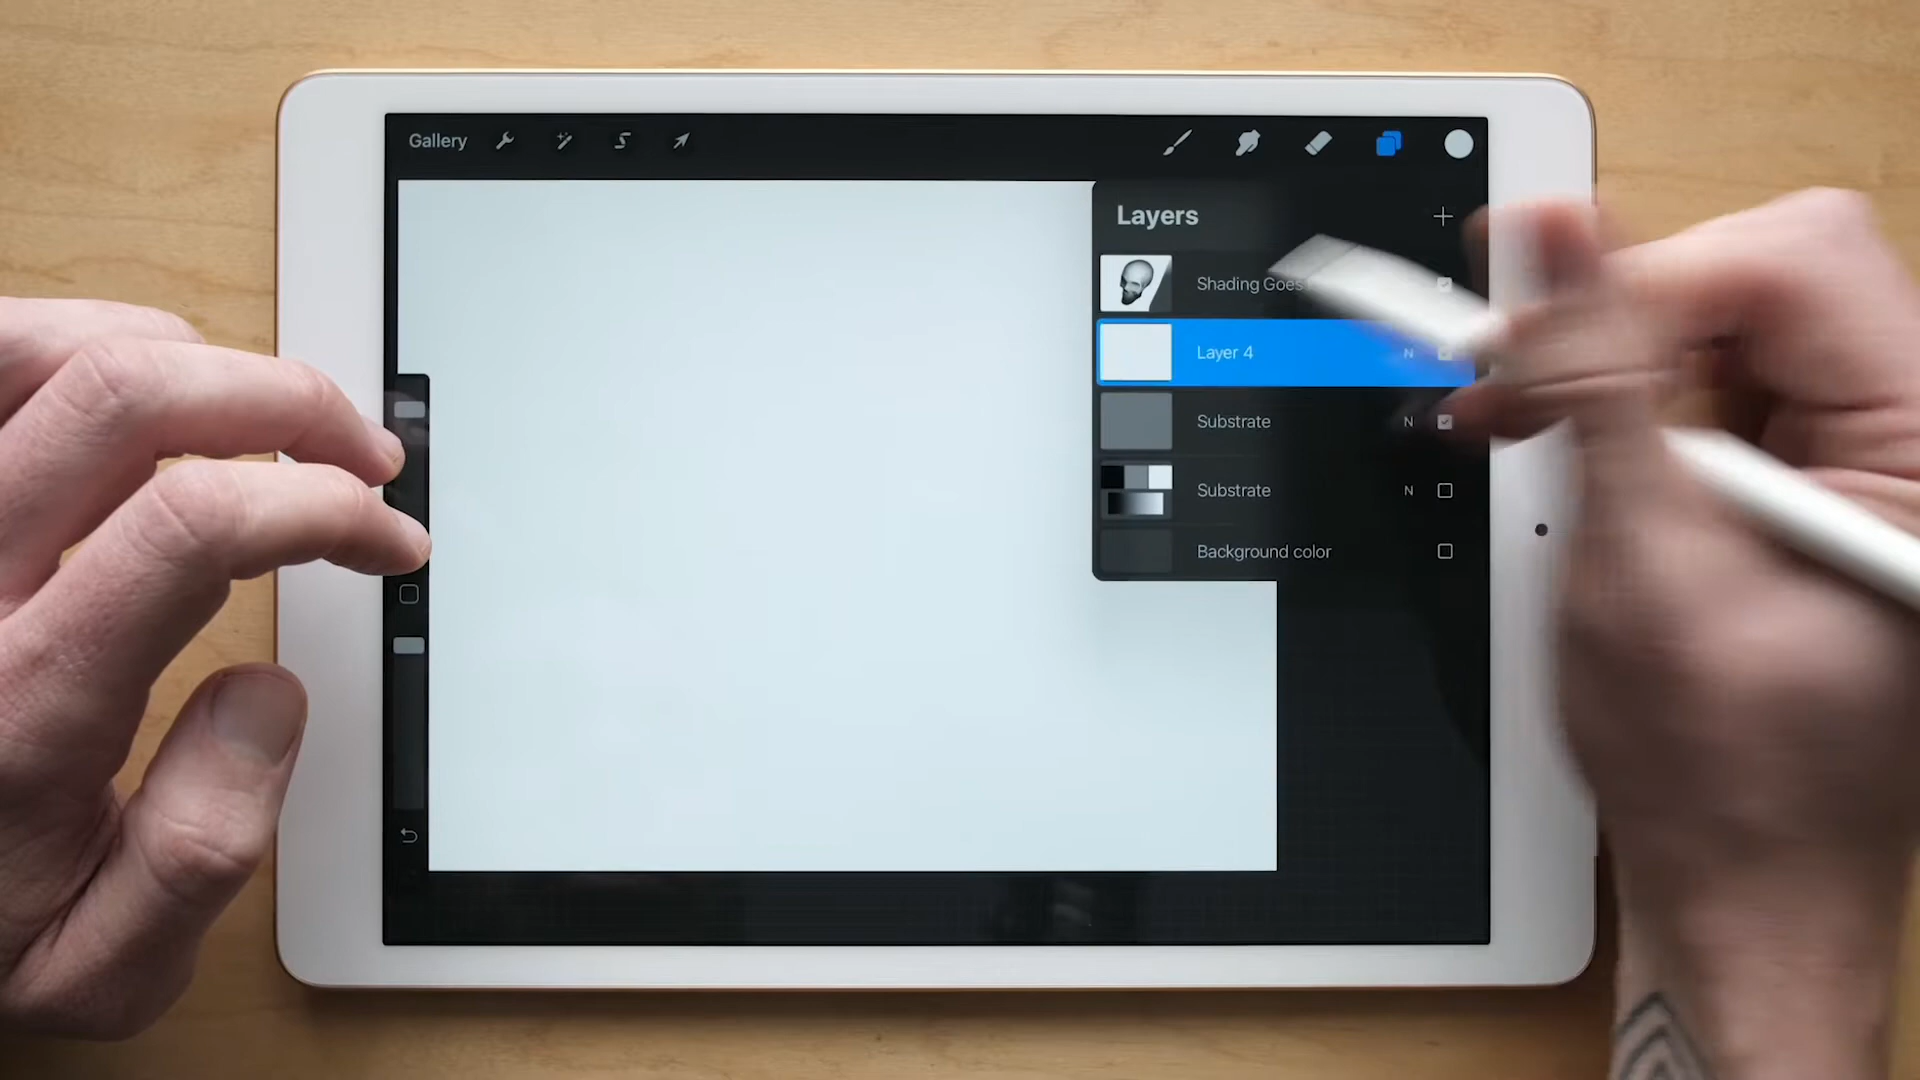 Gallery
Layers
Shading Goes
Layer 4 N
Substrate N
Substrate N
Background color